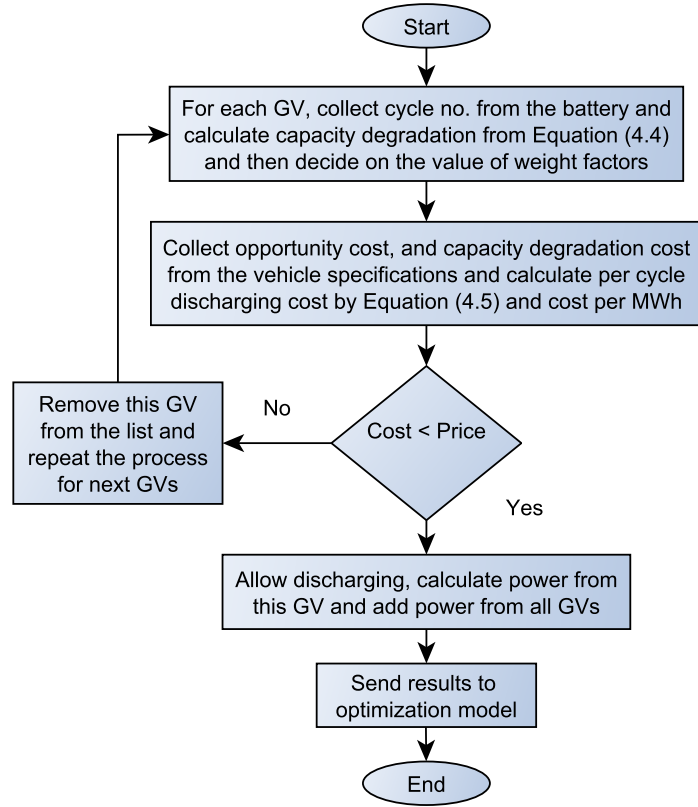 Start
For each GV, collect cycle no. from the battery and
calculate capacity degradation from Equation (4.4)
and then decide on the value of weight factors
Collect opportunity cost, and capacity degradation cost
from the vehicle specifications and calculate per cycle
discharging cost by Equation (4.5) and cost per MWh
Cost < Price
No
Remove this GV
from the list and
repeat the process
for next GVs
Yes
Allow discharging, calculate power from
this GV and add power from all GVs
Send results to
optimization model
End